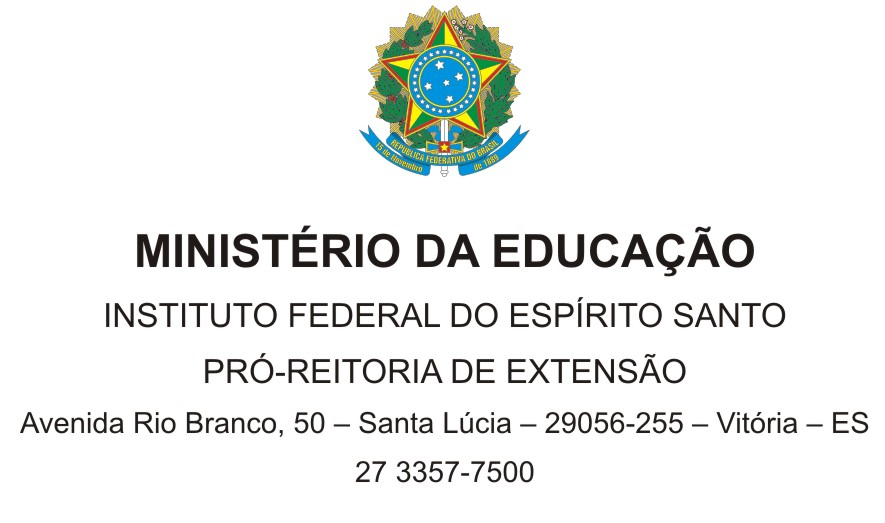 REPÚBLICA FEDERATIVA DO BRASIL
15 de Novembro de 1889
MINISTÉRIO DA EDUCAÇÃO
INSTITUTO FEDERAL DO ESPÍRITO SANTO
PRÓ-REITORIA DE EXTENSÃO
Avenida Rio Branco, 50 – Santa Lúcia – 29056-255 – Vitória – ES
27 3357-7500